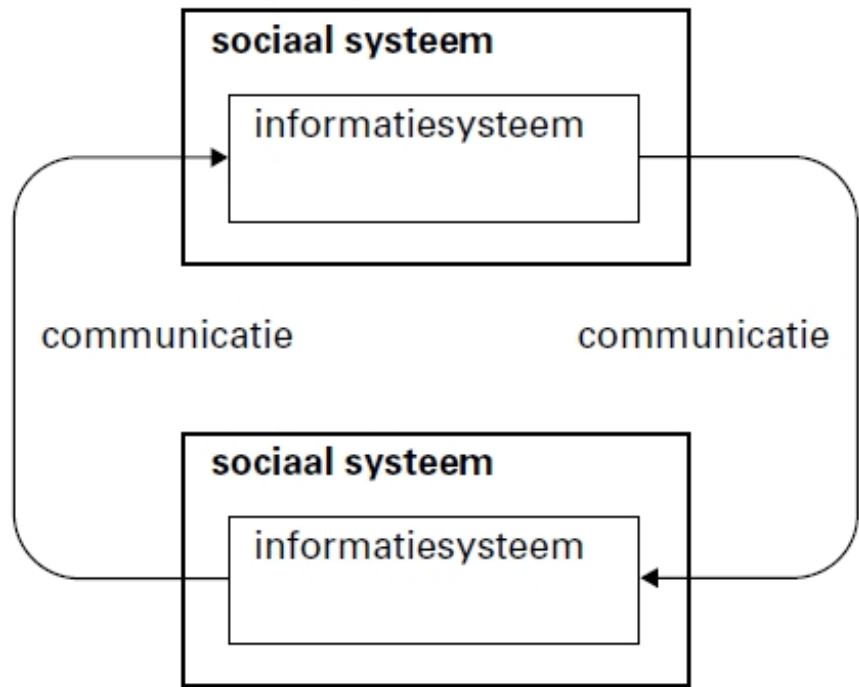 sociaal systeem
informatiesysteem
communicatie
communicatie
sociaal systeem
informatiesysteem